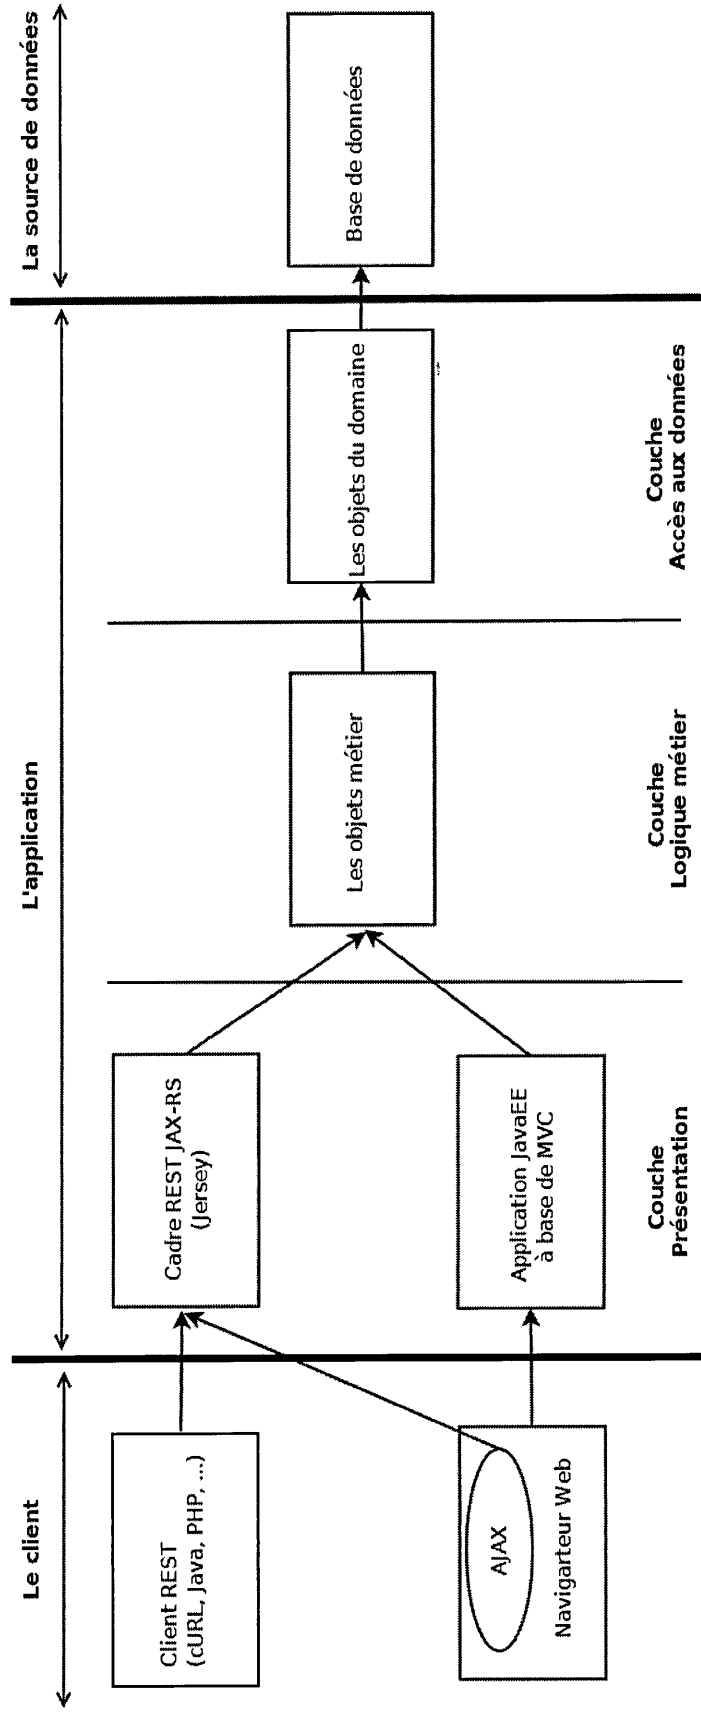 Le client
L'application
La source de données
Client REST
(cURL, Java, PHP, ...)
Cadre REST JAX-RS
(Jersey)
Les objets métier
Les objets du domaine
Base de données
AJAX
Navigarteur Web
Application JavaEE
à base de MVC
Couche
Présentation
Couche
Logique métier
Couche
Accès aux données